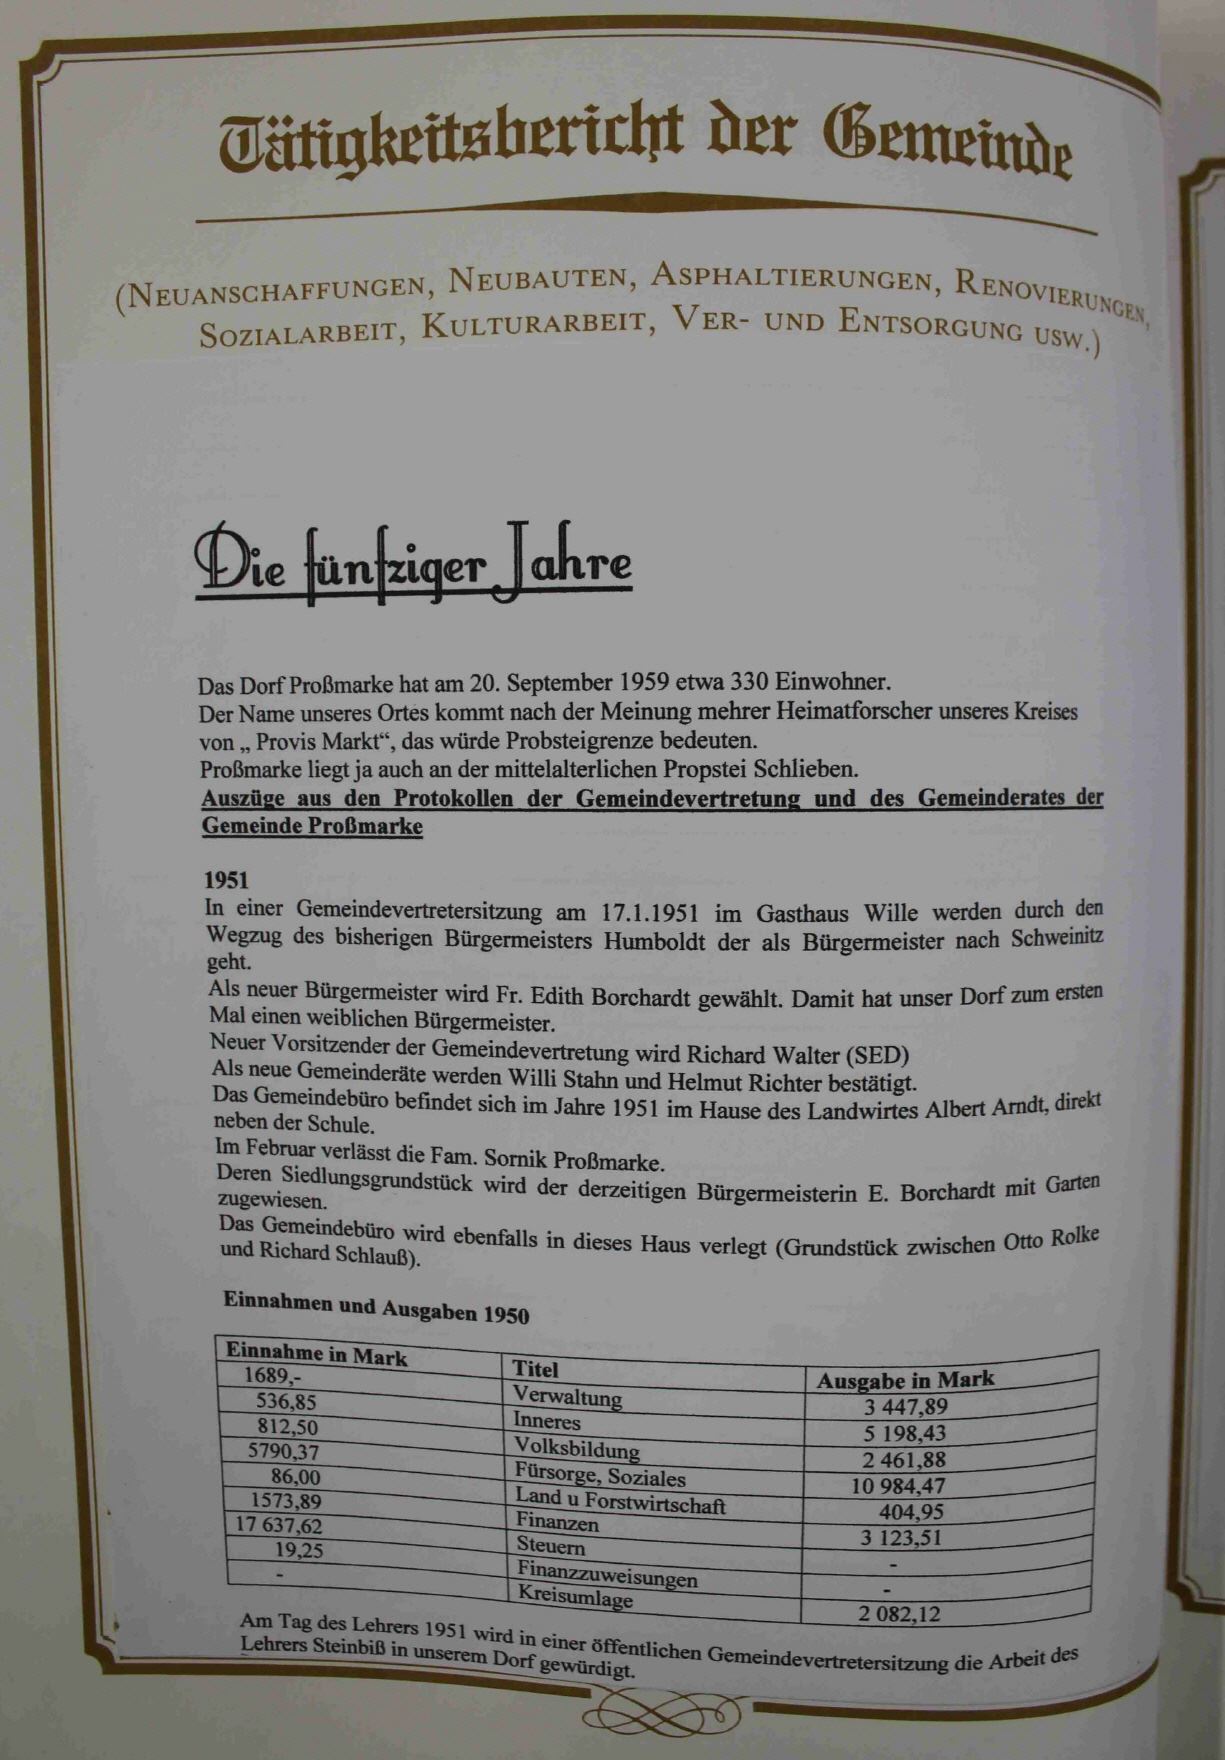 Tätigkeitsbericht der Gemeinde
(Neuanschaffungen, Neubauten, Asphaltierungen, Renovierungen,
Sozialarbeit, Kulturarbeit, Ver- und Entsorgung usw.)
Die fünfziger Jahre
Das Dorf Proßmarke hat am 20. September 1959 etwa 330 Einwohner.
Der Name unseres Ortes kommt nach der Meinung mehrer Heimatforscher unseres Kreises
von „ Provis Markt“, das würde Probsteigrenze bedeuten.
Proßmarke liegt ja auch an der mittelalterlichen Propstei Schlieben.
Auszüge aus den Protokollen der Gemeindevertretung und des Gemeinderates der
Gemeinde Proßmarke
1951
In einer Gemeindevertretersitzung am 17.1.1951 im Gasthaus Wille werden durch den
Wegzug des bisherigen Bürgermeisters Humboldt der als Bürgermeister nach Schweinitz
geht.
Als neuer Bürgermeister wird Fr. Edith Borchardt gewählt. Damit hat unser Dorf zum ersten
Mal einen weiblichen Bürgermeister.
Neuer Vorsitzender der Gemeindevertretung wird Richard Walter (SED)
Als neue Gemeinderäte werden Willi Stahn und Helmut Richter bestätigt.
Das Gemeindebüro befindet sich im Jahre 1951 im Hause des Landwirtes Albert Arndt, direkt
neben der Schule.
Im Februar verlässt die Fam. Sornik Proßmarke.
Deren Siedlungsgrundstück wird der derzeitigen Bürgermeisterin E. Borchardt mit Garten
zugewiesen.
Das Gemeindebüro wird ebenfalls in dieses Haus verlegt (Grundstück zwischen Otto Rolke
und Richard Schlauß).
Einnahmen und Ausgaben 1950
Einnahme in Mark Titel Ausgabe in Mark
1689,- Verwaltung 3 447,89
536,85 Inneres 5 198,43
812,50 Volksbildung 2 461,88
5790,37 Fürsorge, Soziales 10 984,47
86,00 Land u Forstwirtschaft 404,95
1573,89 Finanzen 3 123,51
17 637,62 Steuern -
19,25 Finanzzuweisungen -
- Kreisumlage 2 082,12
Am Tag des Lehrers 1951 wird in einer öffentlichen Gemeindevertretersitzung die Arbeit des
Lehrers Steinbiß in unserem Dorf gewürdigt.